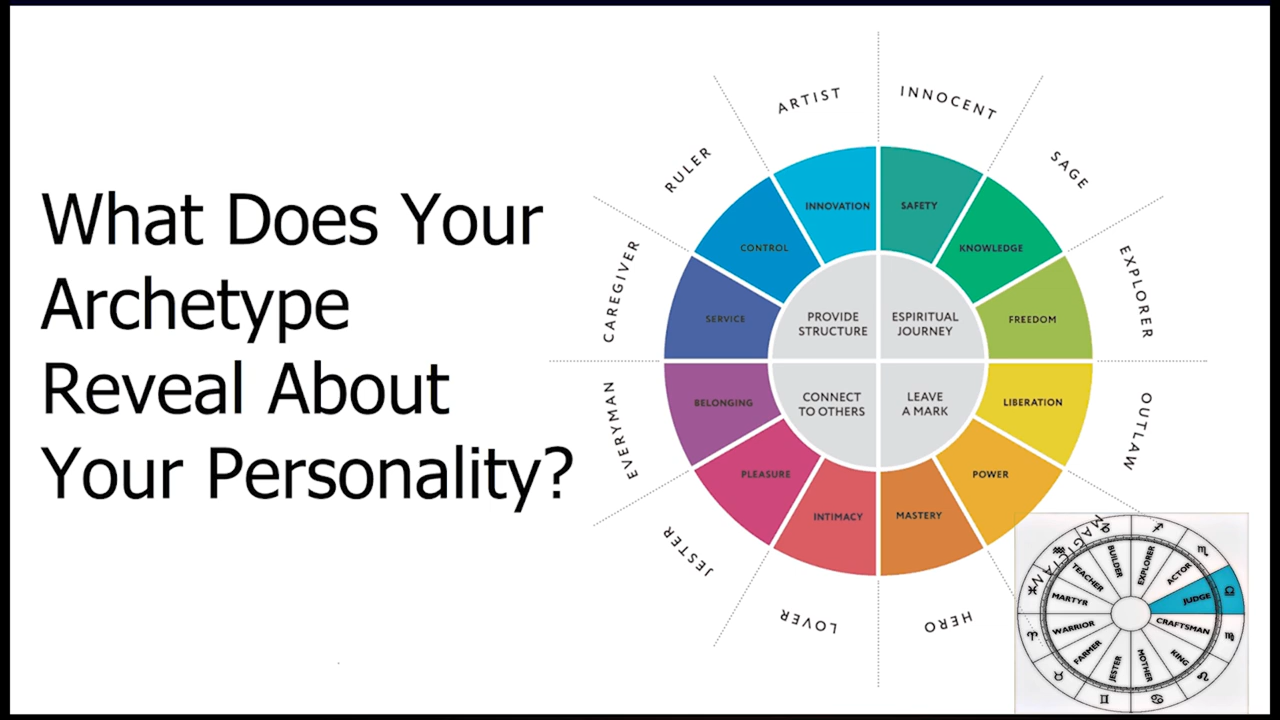 What Does Your
Archetype
Reveal About
Your Personality?
ARTIST
INNOCENT
RULER
SAGE
CAREGIVER
EXPLORER
EVERYMAN
OUTLAW
JESTER
MAGICIAN
LOVER
HERO
INNOVATION
SAFETY
CONTROL
KNOWLEDGE
SERVICE
FREEDOM
BELONGING
LIBERATION
PLEASURE
POWER
INTIMACY
MASTERY
PROVIDE
STRUCTURE
ESPIRITUAL
JOURNEY
CONNECT
TO OTHERS
LEAVE
A MARK
BUILDER
EXPLORER
TEACHER
ACTOR
MARTYR
JUDGE
WARRIOR
CRAFTSMAN
FARMER
KING
JESTER
MOTHER
♑
♐
♒
♏
♓
♎
♈
♍
♉
♌
♊
♋